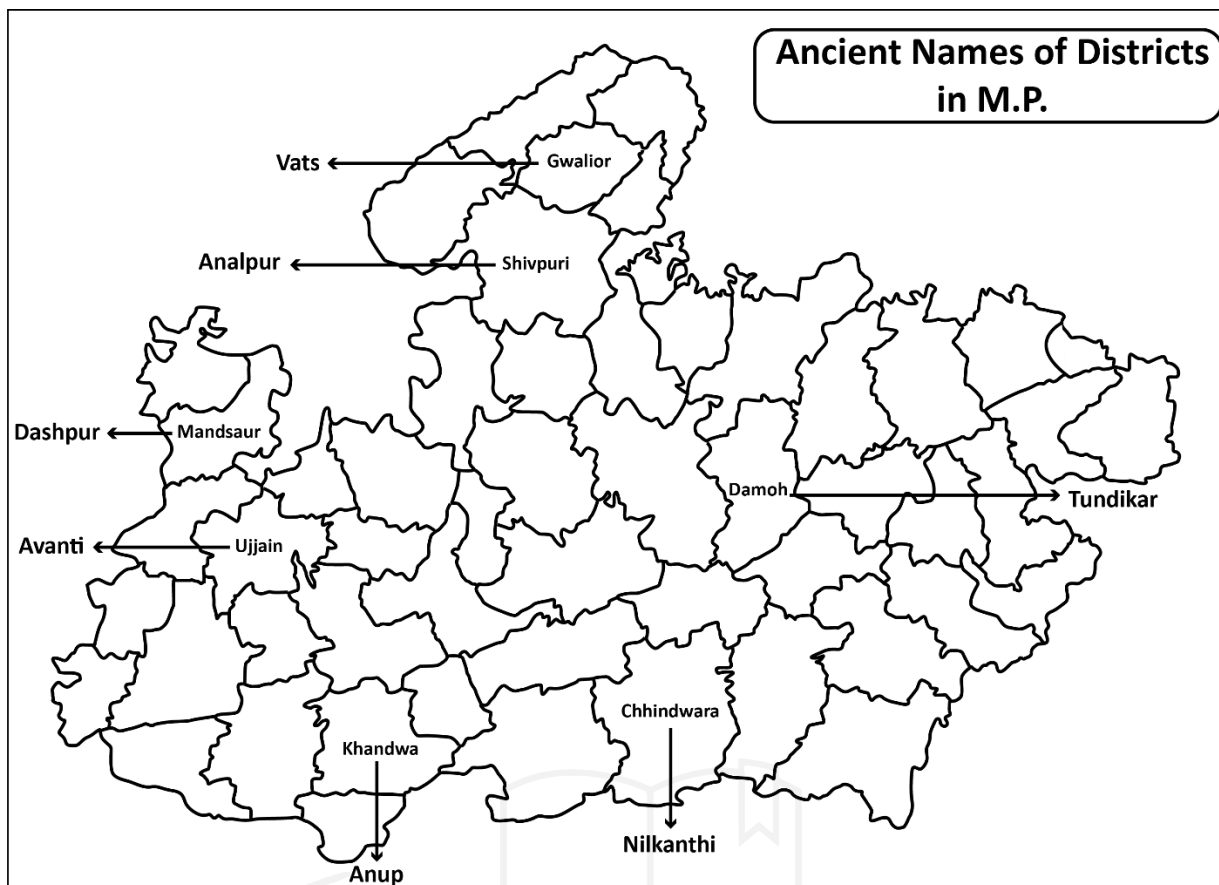 Ancient Names of Districts
in M.P.
Vats
Gwalior
Analpur
Shivpuri
Dashpur
Mandsaur
Damoh
Tundikar
Avanti
Ujjain
Chhindwara
Khandwa
Nilkanthi
Anup